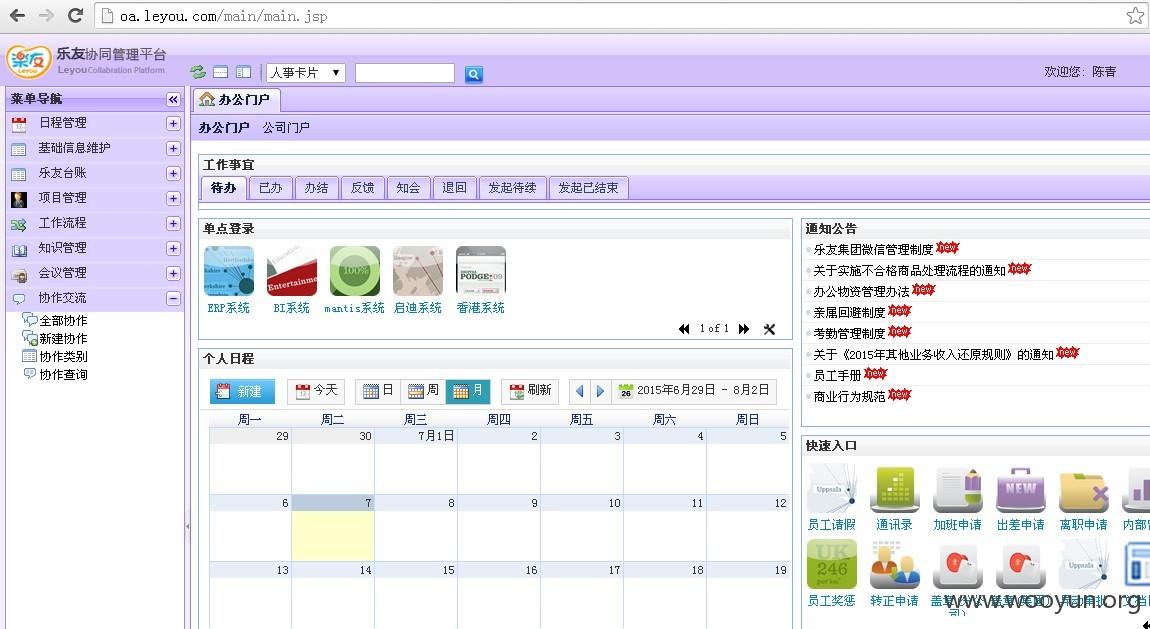 oa.leyou.com/main/main.jsp
乐友协同管理平台
Leyou Collabration Platform
人事卡片
欢迎您: 陈青
菜单导航
日程管理
基础信息维护
乐友台账
项目管理
工作流程
知识管理
会议管理
协作交流
全部协作
新建协作
协作类别
协作查询
办公门户
办公门户 公司门户
工作事宜
待办 已办 办结 反馈 知会 退回 发起待续 发起已结束
单点登录
100%
Entertainme
PODGE:09
ERP系统 BI系统 mantis系统 启迪系统 香港系统
1 of 1
个人日程
新建 今天 日 周 月 刷新 26 2015年6月29日 - 8月2日
周一 周二 周三 周四 周五 周六 周日
29 30 7月1日 2 3 4 5
6 7 8 9 10 11 12
13 14 15 16 17 18 19
通知公告
乐友集团微信管理制度 new
关于实施不合格商品处理流程的通知 new
办公物资管理办法 new
亲属回避制度 new
考勤管理制度 new
关于《2015年其他业务收入还原规则》的通知 new
员工手册 new
商业行为规范 new
快速入口
Uppsala NEW
员工请假 通讯录 加班申请 出差申请 离职申请 内部
UK
246
per km²
Uppsala
员工奖惩 转正申请
www.wooyun.org